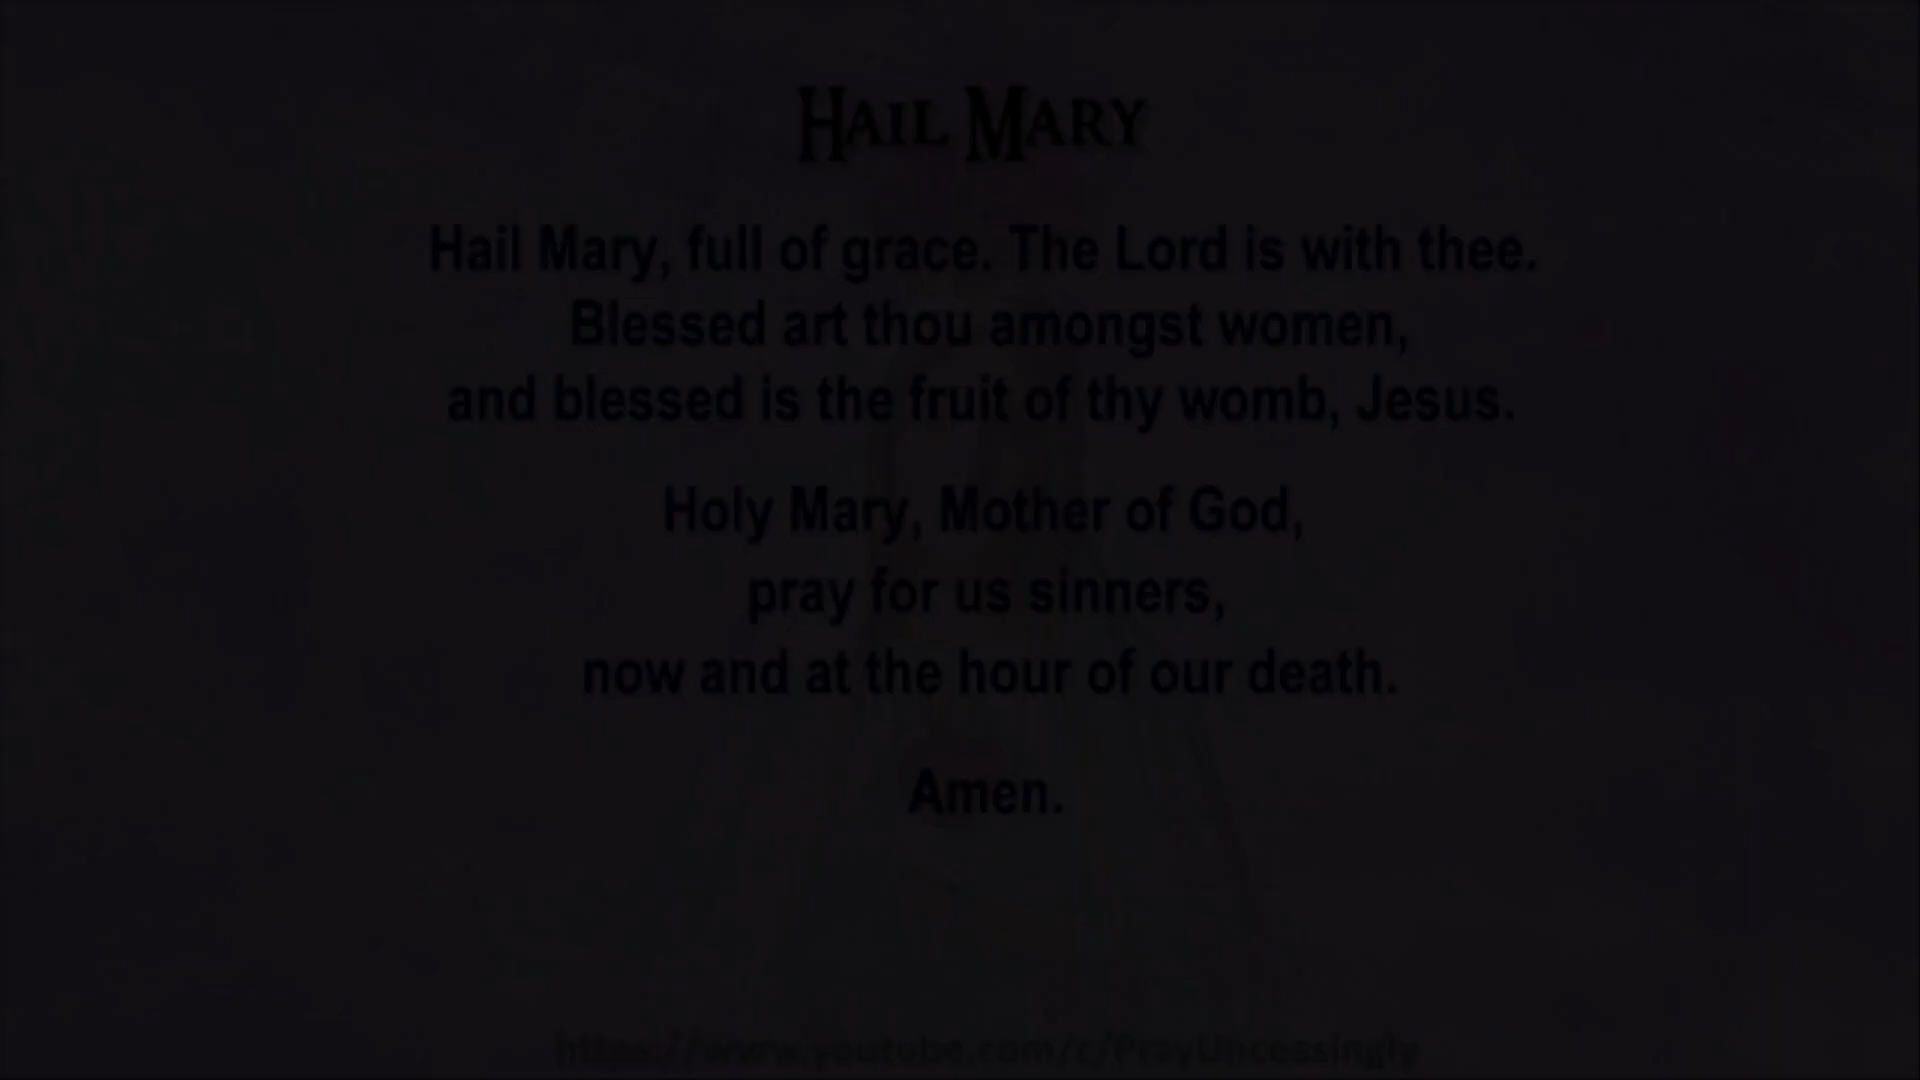 HAIL MARY
Hail Mary, full of grace. The Lord is with thee.
Blessed art thou amongst women,
and blessed is the fruit of thy womb, Jesus.
Holy Mary, Mother of God,
pray for us sinners,
now and at the hour of our death.
Amen.
https://www.youtube.com/c/PrayUnceasingly